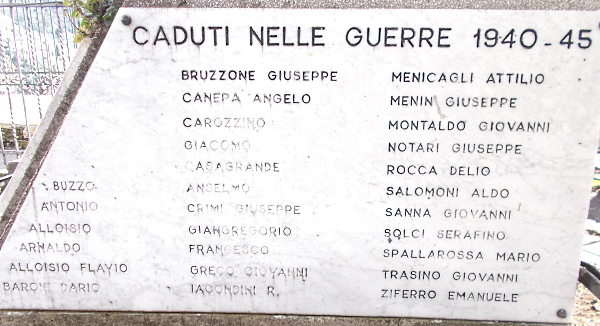 CADUTI NELLE GUERRE 1940-45
BUZZO
ANTONIO
ALLOISIO
ARNALDO
ALLOISIO FLAVIO
BARONI DARIO
BRUZZONE GIUSEPPE
CANEPA ANGELO
CAROZZINO
GIACOMO
CASAGRANDE
ANSELMO
CRIMI GIUSEPPE
GIANGREGORIO
FRANCESCO
GRECO GIOVANNI
IACONDINI R.
MENICAGLI ATTILIO
MENIN GIUSEPPE
MONTALDO GIOVANNI
NOTARI GIUSEPPE
ROCCA DELIO
SALOMONI ALDO
SANNA GIOVANNI
SOLCI SERAFINO
SPALLAROSSA MARIO
TRASINO GIOVANNI
ZIFERRO EMANUELE